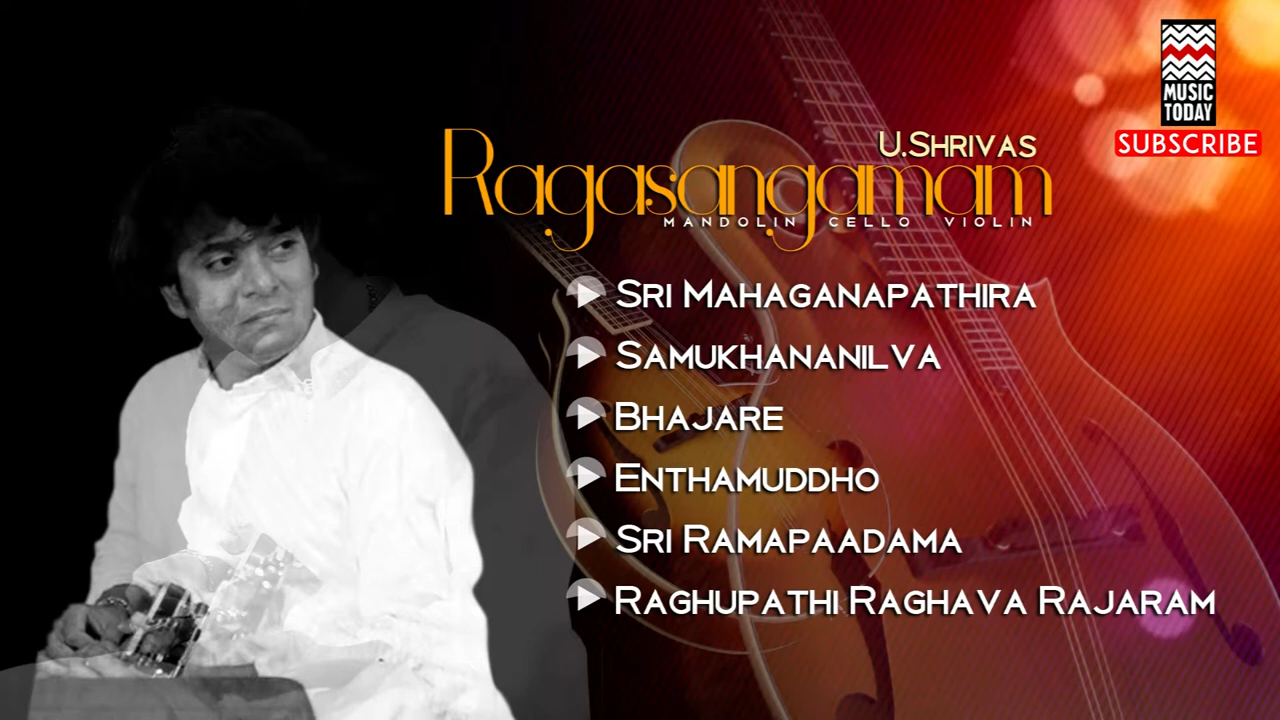 MUSIC
TODAY
SUBSCRIBE
U.SHRIVAS
Ragasangamam
MANDOLIN CELLO VIOLIN
SRI MAHAGANAPATHIRA
SAMUKHANANILVA
BHAJARE
ENTHAMUDDHO
SRI RAMAPAADAMA
RAGHUPATHI RAGHAVA RAJARAM